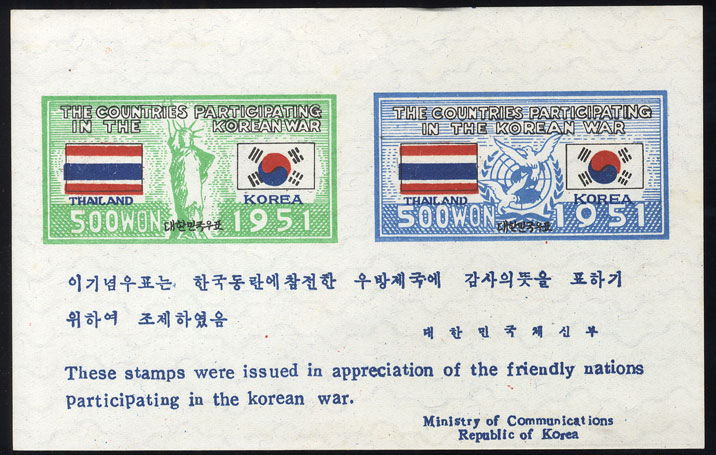 THE COUNTRIES PARTICIPATING
IN THE KOREAN WAR
THAILAND
KOREA
500WON
대한민국우표
1951
THE COUNTRIES PARTICIPATING
IN THE KOREAN WAR
THAILAND
KOREA
500WON
대한민국우표
1951
이기념우표는 한국동란에참전한 우방제국에 감사의뜻을 표하기
위하여 조제하였음
대한민국체신부
These stamps were issued in appreciation of the friendly nations
participating in the korean war.
Ministry of Communications
Republic of Korea